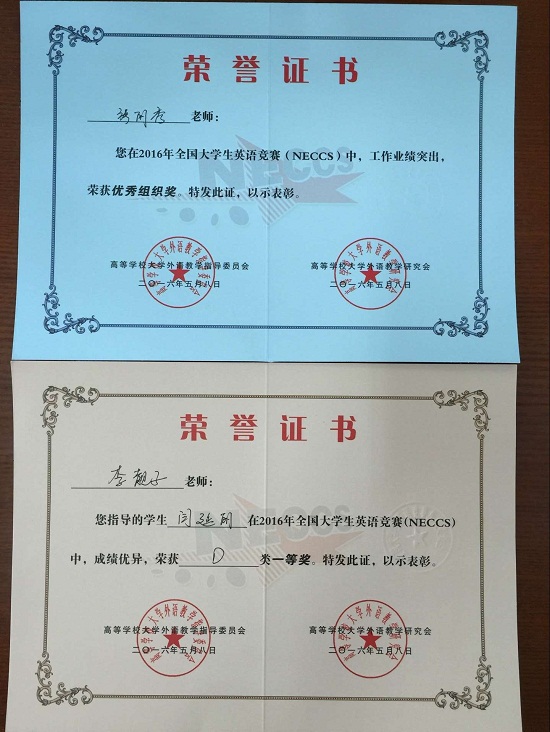 荣誉证书
老师：
您在2016年全国大学生英语竞赛（NECCS）中，工作业绩突出，
荣获优秀组织奖。特发此证，以示表彰。
高等学校大学外语教学指导委员会
二〇一六年五月八日
高等学校大学外语教学研究会
二〇一六年五月八日
NECCS
荣誉证书
李靓子 老师：
您指导的学生 闫延刚 在2016年全国大学生英语竞赛(NECCS)
中，成绩优异，荣获 D 类一等奖。特发此证，以示表彰。
高等学校大学外语教学指导委员会
二〇一六年五月八日
高等学校大学外语教学研究会
二〇一六年五月八日
NECCS